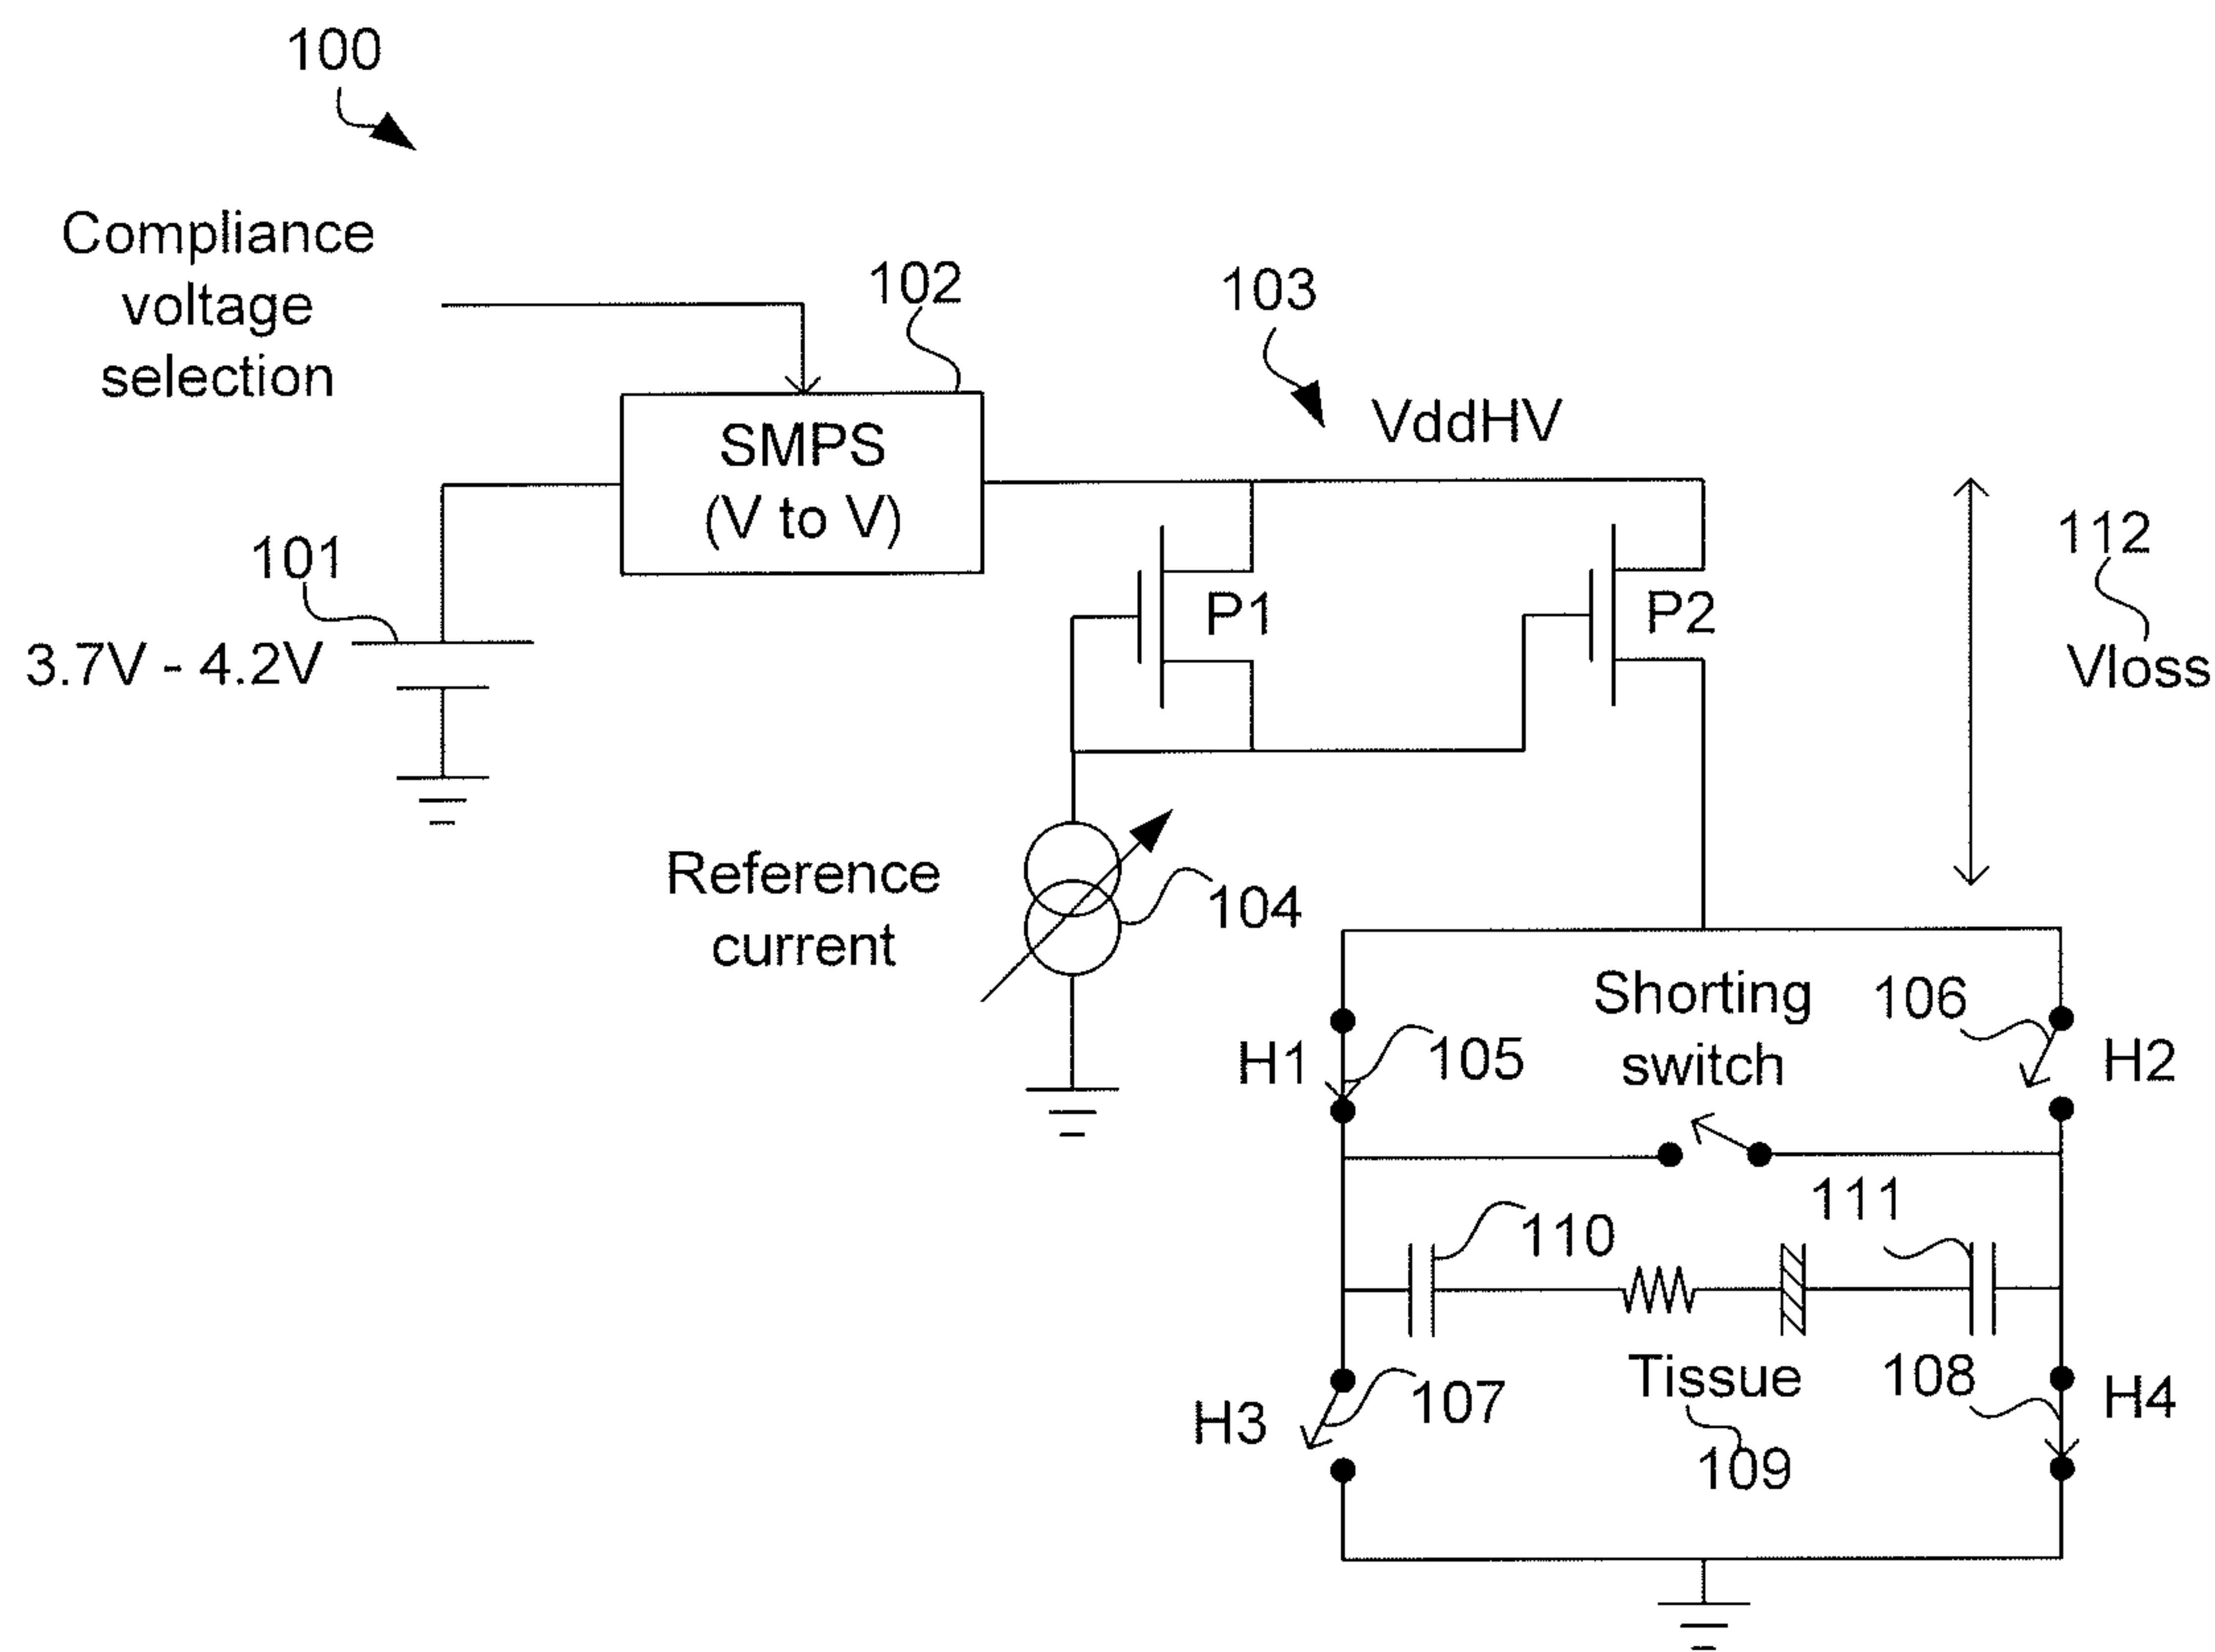 100
Compliance
voltage
selection
102
103
VddHV
SMPS
(V to V)
101
3.7V - 4.2V
P1
P2
112
Vloss
Reference
current
104
Shorting
switch
106
H1
105
H2
111
110
Tissue
108
H4
H3
107
109